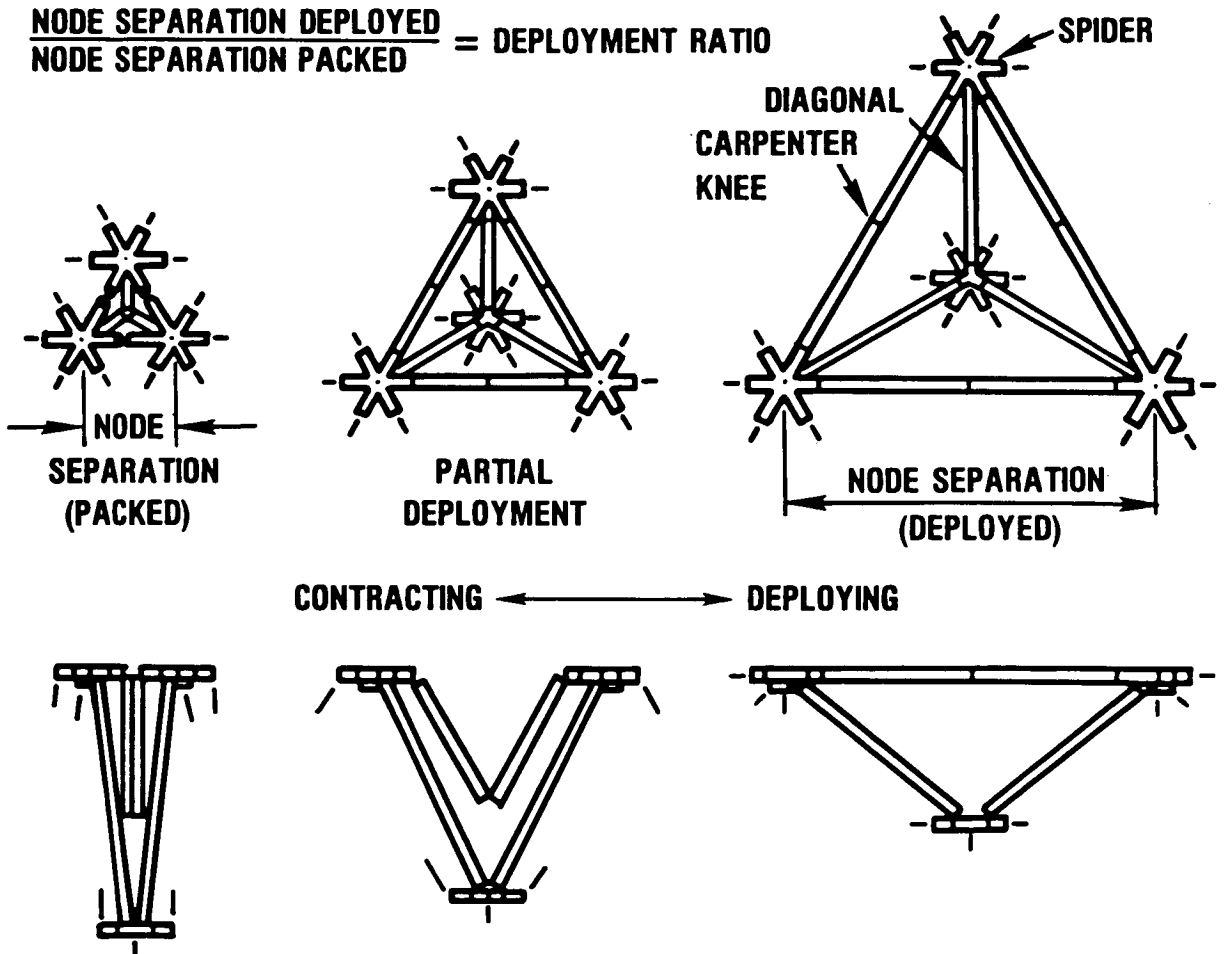 NODE SEPARATION DEPLOYED
NODE SEPARATION PACKED
= DEPLOYMENT RATIO
SPIDER
DIAGONAL
CARPENTER
KNEE
NODE
SEPARATION
(PACKED)
PARTIAL
DEPLOYMENT
NODE SEPARATION
(DEPLOYED)
CONTRACTING
DEPLOYING